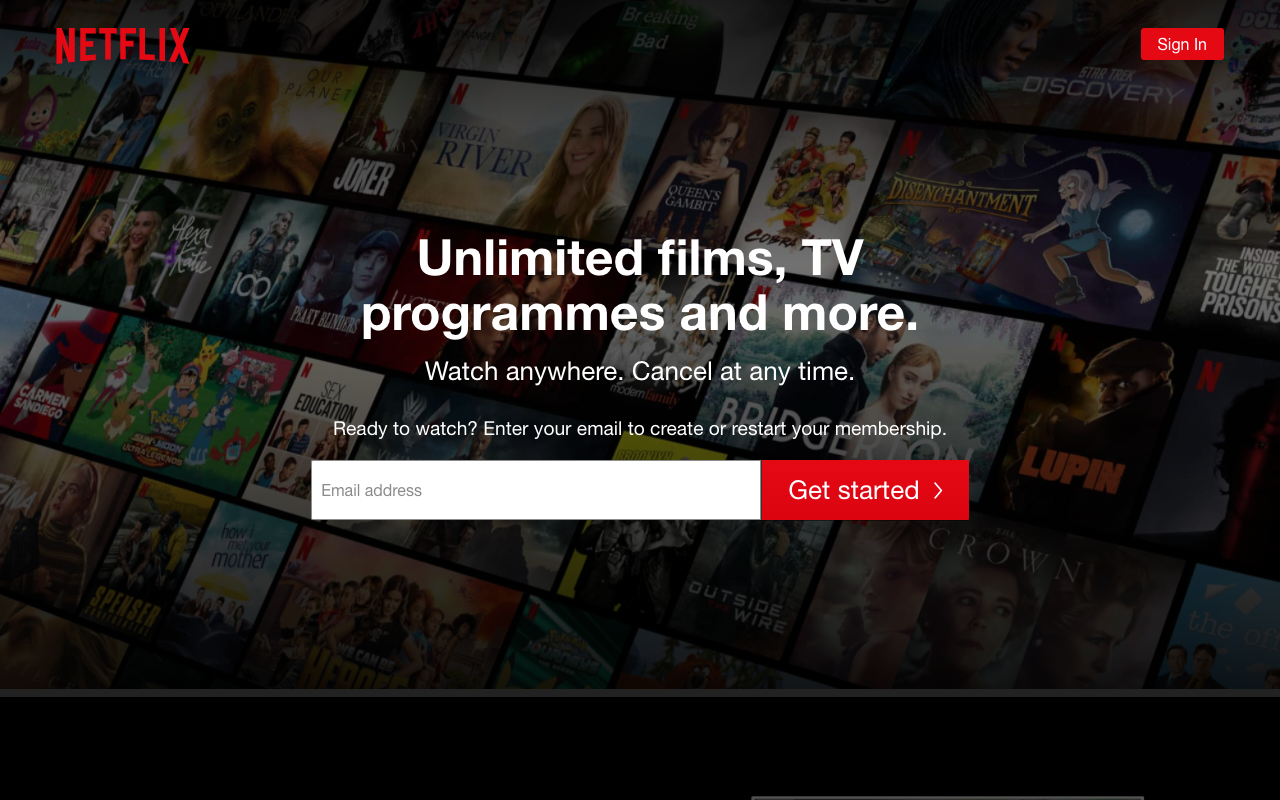 NETFLIX
Sign In
Breaking
Bad
OUR
PLANET
JOKER
VIRGIN
RIVER
THE
QUEEN'S
GAMBIT
COBRA
STAR TREK
DISCOVERY
DISENCHANTMENT
Alexa
& Katie
THE
100
PEAKY BLINDERS
LUCIFER
INSIDE
THE WORLD'S
TOUGHEST
PRISONS
Unlimited films, TV
programmes and more.
Watch anywhere. Cancel at any time.
CARMEN
SANDIEGO
SEX
EDUCATION
modern family
BRIDGERTON
LUPIN
Ready to watch? Enter your email to create or restart your membership.
Email address
Get started
how i
met your
mother
SPENSER
WE CAN BE
HEROES
OUTSIDE
THE WIRE
THE
CROWN
the of